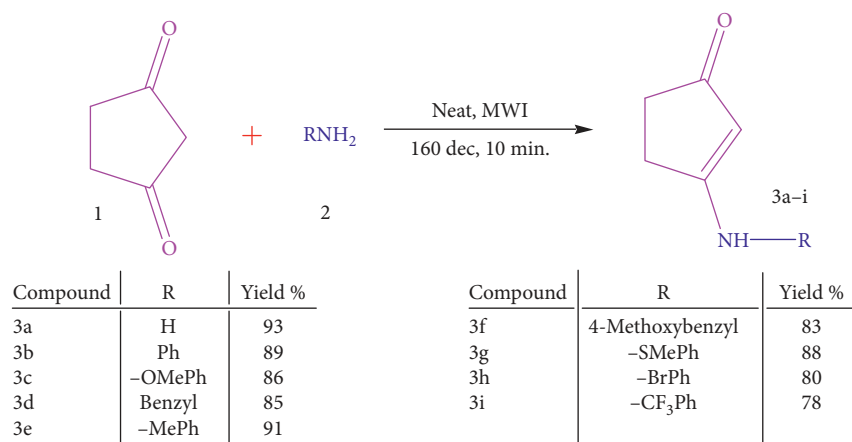 O
O
1
+
RNH2
2
Neat, MWI
160 dec, 10 min.
O
3a–i
NH
R
Compound R Yield %
3a H 93
3b Ph 89
3c –OMePh 86
3d Benzyl 85
3e –MePh 91
Compound R Yield %
3f 4-Methoxybenzyl 83
3g –SMePh 88
3h –BrPh 80
3i –CF3Ph 78